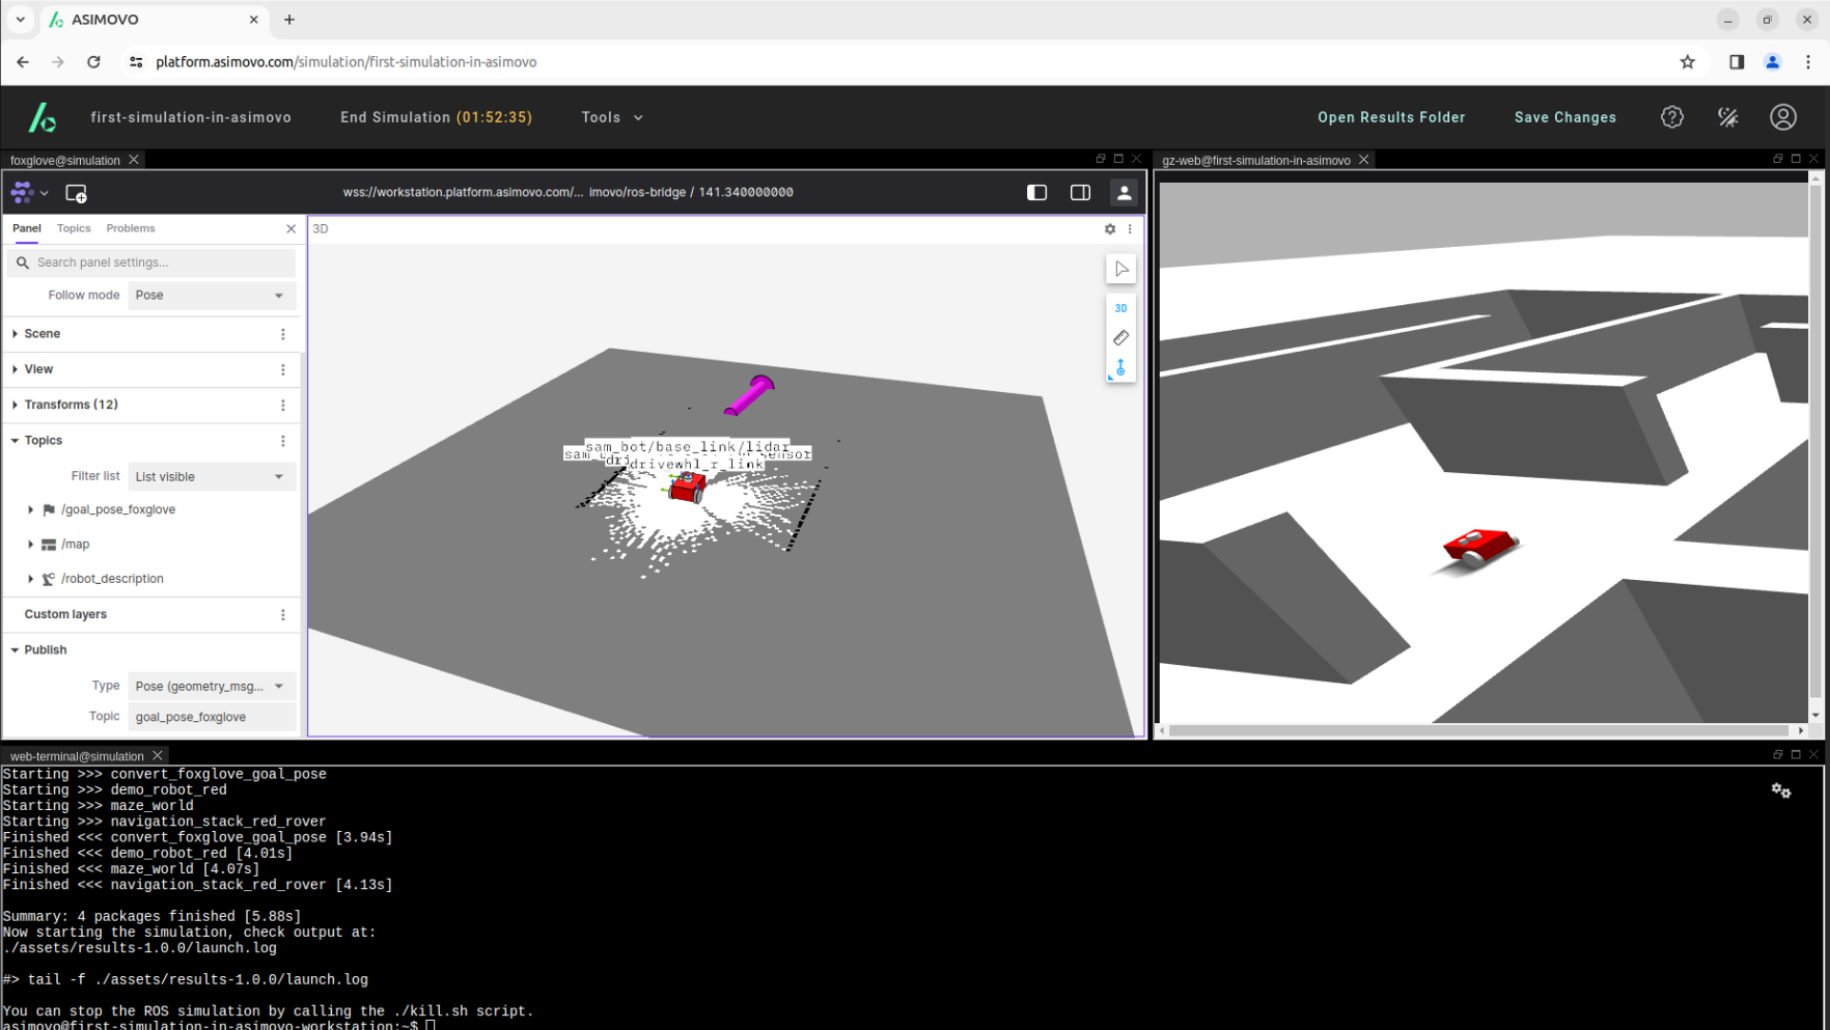 ASIMOVO
platform.asimovo.com/simulation/first-simulation-in-asimovo
first-simulation-in-asimovo
End Simulation (01:52:35)
Tools
Open Results Folder
Save Changes
foxglove@simulation
wss://workstation.platform.asimovo.com/... imovo/ros-bridge / 141.340000000
Panel
Topics
Problems
Search panel settings...
Follow mode
Pose
Scene
View
Transforms (12)
Topics
Filter list
List visible
/goal_pose_foxglove
/map
/robot_description
Custom layers
Publish
Type
Pose (geometry_msg...
Topic
goal_pose_foxglove
3D
3D
sam_bot/base_link/lidar
drivewhl_r_link
gz-web@first-simulation-in-asimovo
web-terminal@simulation
Starting >>> convert_foxglove_goal_pose
Starting >>> demo_robot_red
Starting >>> maze_world
Starting >>> navigation_stack_red_rover
Finished <<< convert_foxglove_goal_pose [3.94s]
Finished <<< demo_robot_red [4.01s]
Finished <<< maze_world [4.07s]
Finished <<< navigation_stack_red_rover [4.13s]
Summary: 4 packages finished [5.88s]
Now starting the simulation, check output at:
./assets/results-1.0.0/launch.log
#> tail -f ./assets/results-1.0.0/launch.log
You can stop the ROS simulation by calling the ./kill.sh script.
asimovo@first-simulation-in-asimovo-workstation:~$